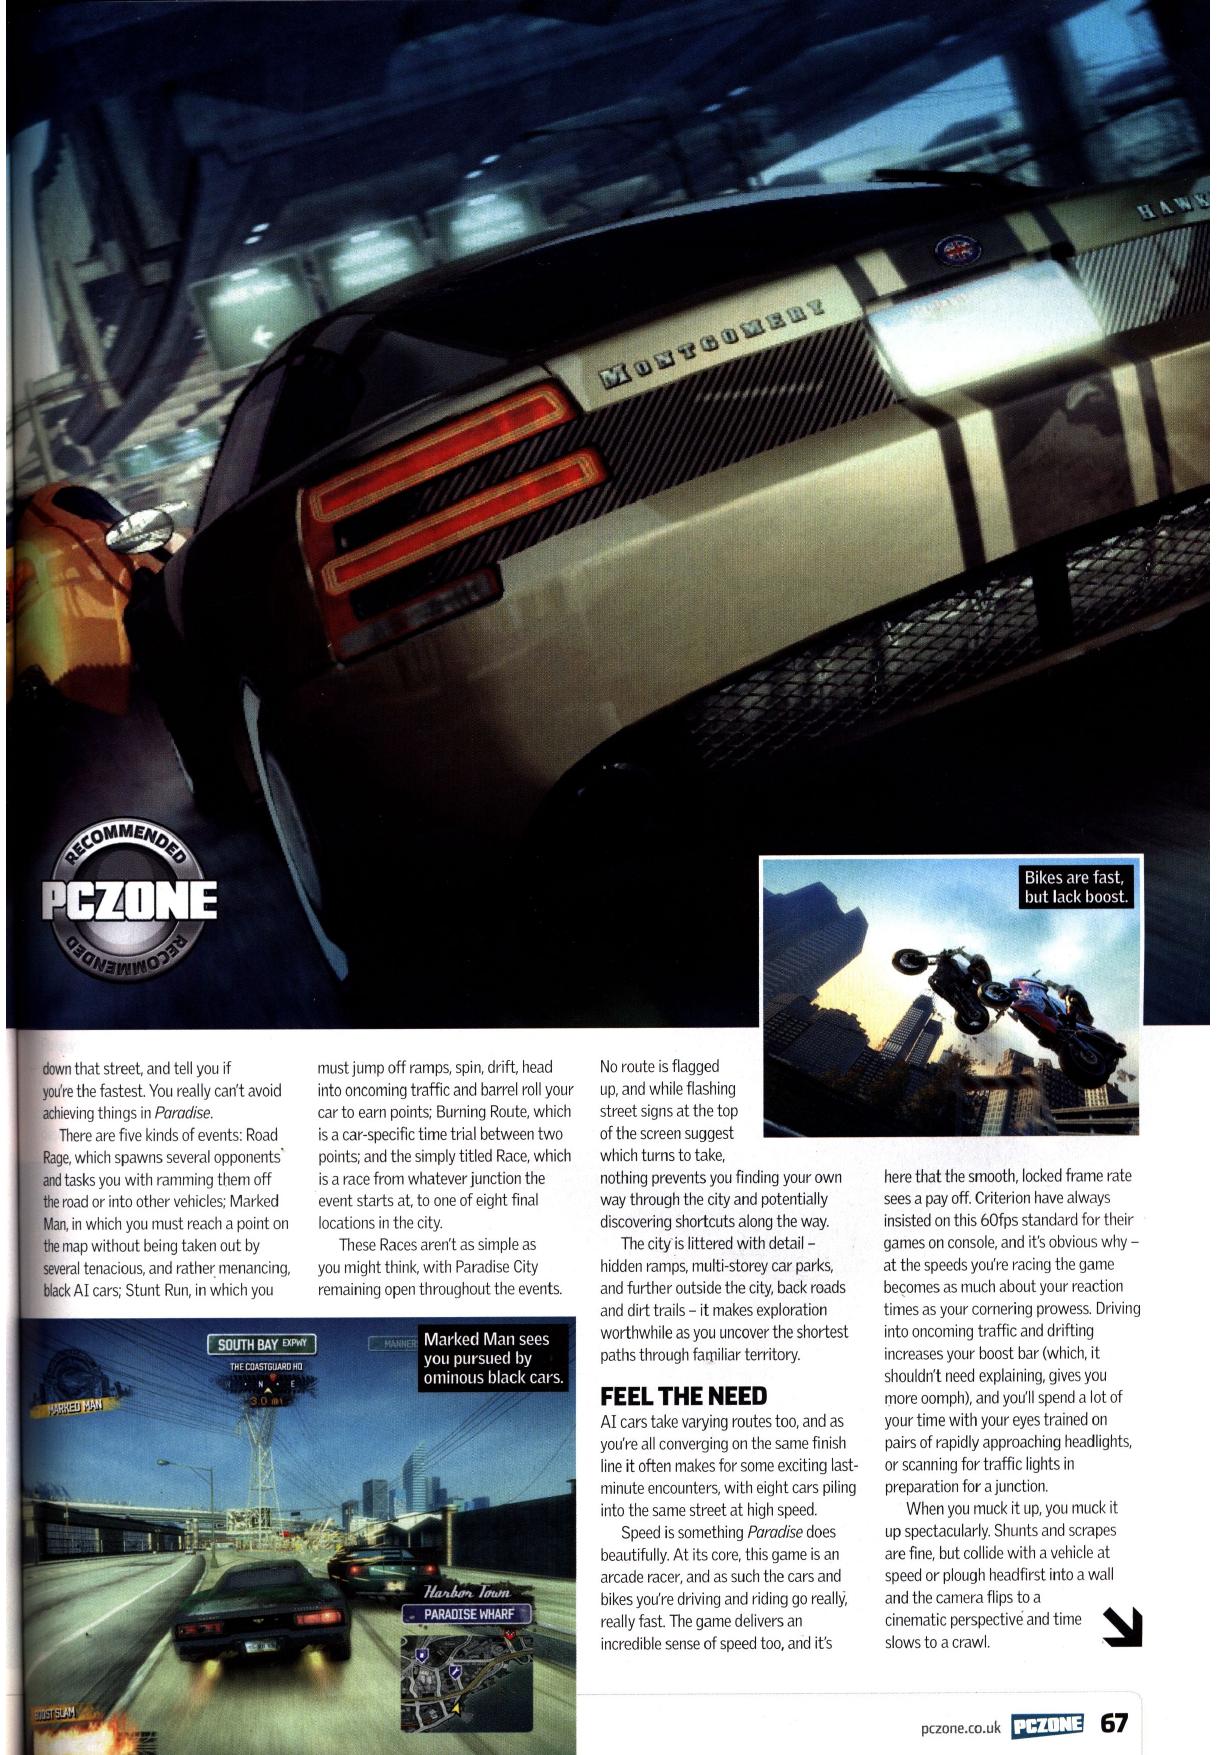 HAWK
MONTGOMERY
RECOMMENDED
PCZONE
RECOMMENDED
Bikes are fast,
but lack boost.
down that street, and tell you if
you're the fastest. You really can't avoid
achieving things in Paradise.
There are five kinds of events: Road
Rage, which spawns several opponents
and tasks you with ramming them off
the road or into other vehicles; Marked
Man, in which you must reach a point on
the map without being taken out by
several tenacious, and rather menancing,
black AI cars; Stunt Run, in which you
must jump off ramps, spin, drift, head
into oncoming traffic and barrel roll your
car to earn points; Burning Route, which
is a car-specific time trial between two
points; and the simply titled Race, which
is a race from whatever junction the
event starts at, to one of eight final
locations in the city.
These Races aren't as simple as
you might think, with Paradise City
remaining open throughout the events.
No route is flagged
up, and while flashing
street signs at the top
of the screen suggest
which turns to take,
nothing prevents you finding your own
way through the city and potentially
discovering shortcuts along the way.
The city is littered with detail –
hidden ramps, multi-storey car parks,
and further outside the city, back roads
and dirt trails – it makes exploration
worthwhile as you uncover the shortest
paths through familiar territory.
FEEL THE NEED
AI cars take varying routes too, and as
you're all converging on the same finish
line it often makes for some exciting last-
minute encounters, with eight cars piling
into the same street at high speed.
Speed is something Paradise does
beautifully. At its core, this game is an
arcade racer, and as such the cars and
bikes you're driving and riding go really,
really fast. The game delivers an
incredible sense of speed too, and it's
here that the smooth, locked frame rate
sees a pay off. Criterion have always
insisted on this 60fps standard for their
games on console, and it's obvious why –
at the speeds you're racing the game
becomes as much about your reaction
times as your cornering prowess. Driving
into oncoming traffic and drifting
increases your boost bar (which, it
shouldn't need explaining, gives you
more oomph), and you'll spend a lot of
your time with your eyes trained on
pairs of rapidly approaching headlights,
or scanning for traffic lights in
preparation for a junction.
When you muck it up, you muck it
up spectacularly. Shunts and scrapes
are fine, but collide with a vehicle at
speed or plough headfirst into a wall
and the camera flips to a
cinematic perspective and time
slows to a crawl.
SOUTH BAY EXPWY
MANNERS
THE COASTGUARD HQ
N E
3.0 mi
MARKED MAN
Marked Man sees
you pursued by
ominous black cars.
Harbor Town
PARADISE WHARF
BOOST SLAM
pczone.co.uk PCZONE 67